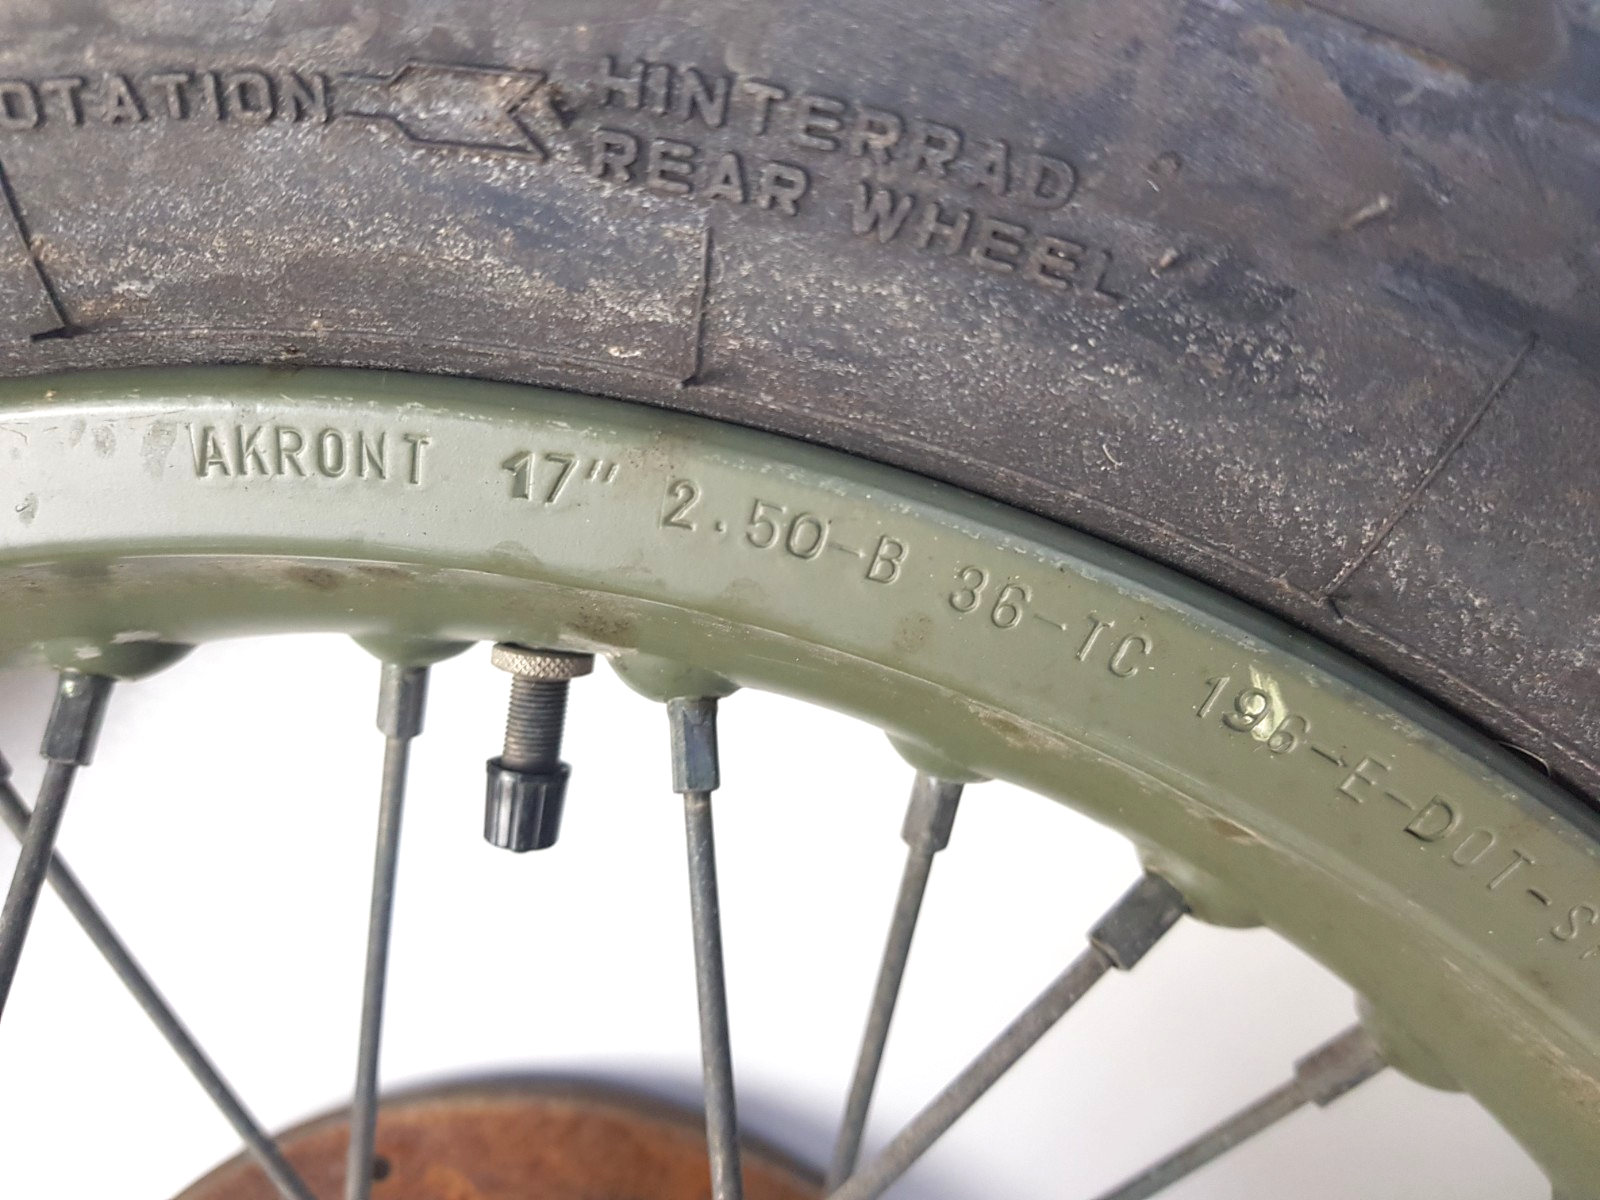 OTATION
HINTERRAD
REAR WHEEL
AKRONT 17" 2.50-B 36-TC 196-E-DOT-S